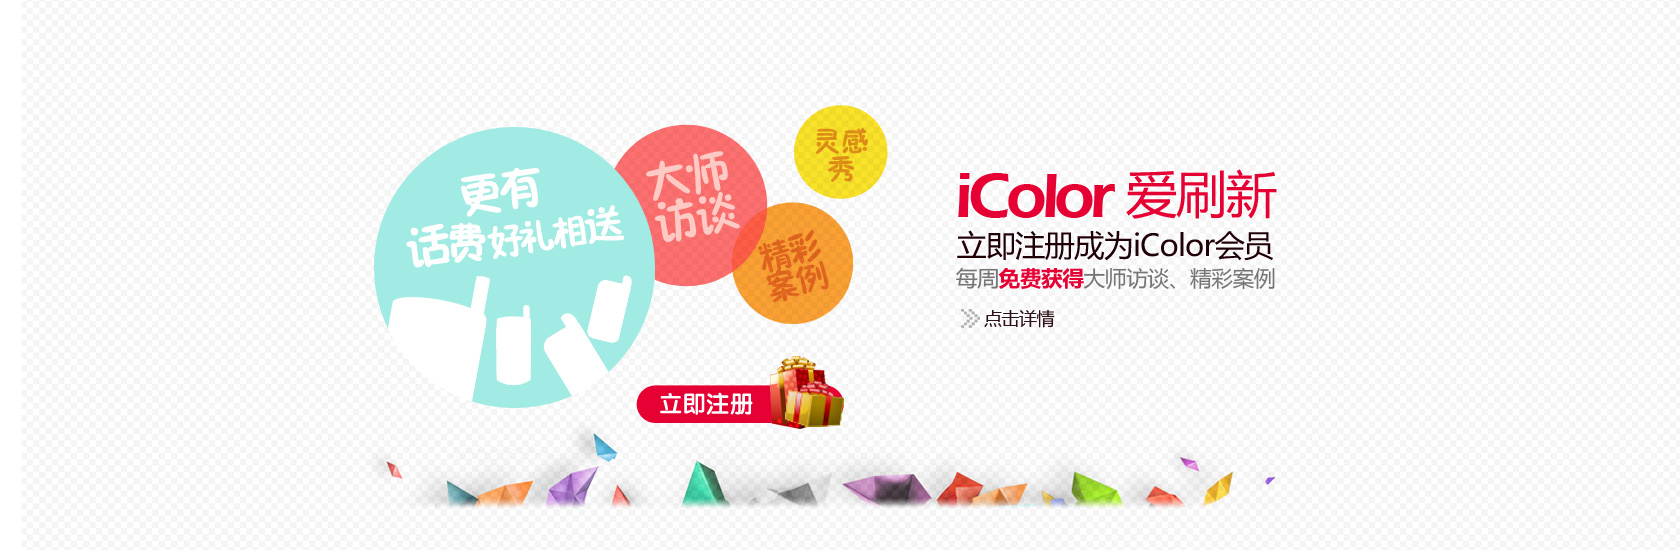 更有
话费好礼相送
大师
访谈
灵感
秀
精彩
案例
iColor 爱刷新
立即注册成为iColor会员
每周免费获得大师访谈、精彩案例
点击详情
立即注册